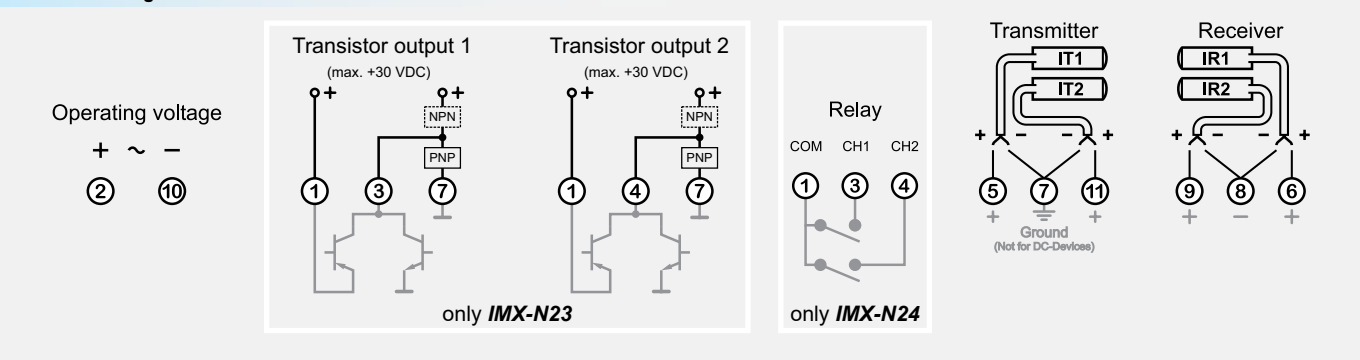 Operating voltage
+ ~ −
2 10
Transistor output 1
(max. +30 VDC)
+ +
NPN
PNP
1 3 7
Transistor output 2
(max. +30 VDC)
+ +
NPN
PNP
1 4 7
only IMX-N23
Relay
COM CH1 CH2
1 3 4
only IMX-N24
Transmitter
IT1
IT2
+ − +
5 7 11
+ +
Ground
(Not for DC-Devices)
Receiver
IR1
IR2
+ − +
9 8 6
+ − +